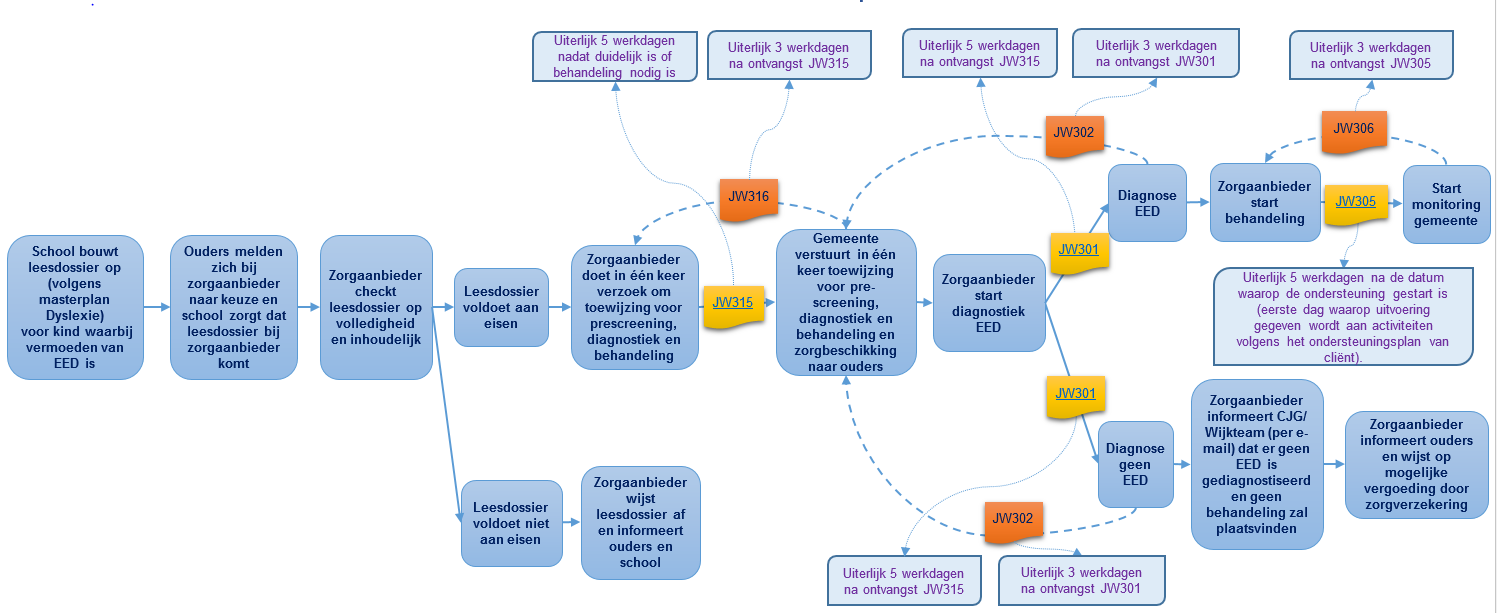 Uiterlijk 5 werkdagen
nadat duidelijk is of
behandeling nodig is
Uiterlijk 3 werkdagen
na ontvangst JW315
Uiterlijk 5 werkdagen
na ontvangst JW315
Uiterlijk 3 werkdagen
na ontvangst JW301
Uiterlijk 3 werkdagen
na ontvangst JW305
JW302
JW306
JW316
School bouwt
leesdossier op
(volgens
masterplan
Dyslexie)
voor kind waarbij
vermoeden van
EED is
Ouders melden
zich bij
zorgaanbieder
naar keuze en
school zorgt dat
leesdossier bij
zorgaanbieder
komt
Zorgaanbieder
checkt
leesdossier op
volledigheid
en inhoudelijk
Leesdossier
voldoet aan
eisen
Zorgaanbieder
doet in één keer
verzoek om
toewijzing voor
prescreening,
diagnostiek en
behandeling
JW315
Gemeente
verstuurt in één
keer toewijzing
voor pre-
screening,
diagnostiek en
behandeling en
zorgbeschikking
naar ouders
Zorgaanbieder
start
diagnostiek
EED
JW301
Diagnose
EED
Zorgaanbieder
start
behandeling
JW305
Start
monitoring
gemeente
Uiterlijk 5 werkdagen na de datum
waarop de ondersteuning gestart is
(eerste dag waarop uitvoering
gegeven wordt aan activiteiten
volgens het ondersteuningsplan van
cliënt).
JW301
Diagnose
geen
EED
Zorgaanbieder
informeert CJG/
Wijkteam (per e-
mail) dat er geen
EED is
gediagnostiseerd
en geen
behandeling zal
plaatsvinden
Zorgaanbieder
informeert ouders
en wijst op
mogelijke
vergoeding door
zorgverzekering
Leesdossier
voldoet niet
aan eisen
Zorgaanbieder
wijst
leesdossier af
en informeert
ouders en
school
JW302
Uiterlijk 5 werkdagen
na ontvangst JW315
Uiterlijk 3 werkdagen
na ontvangst JW301